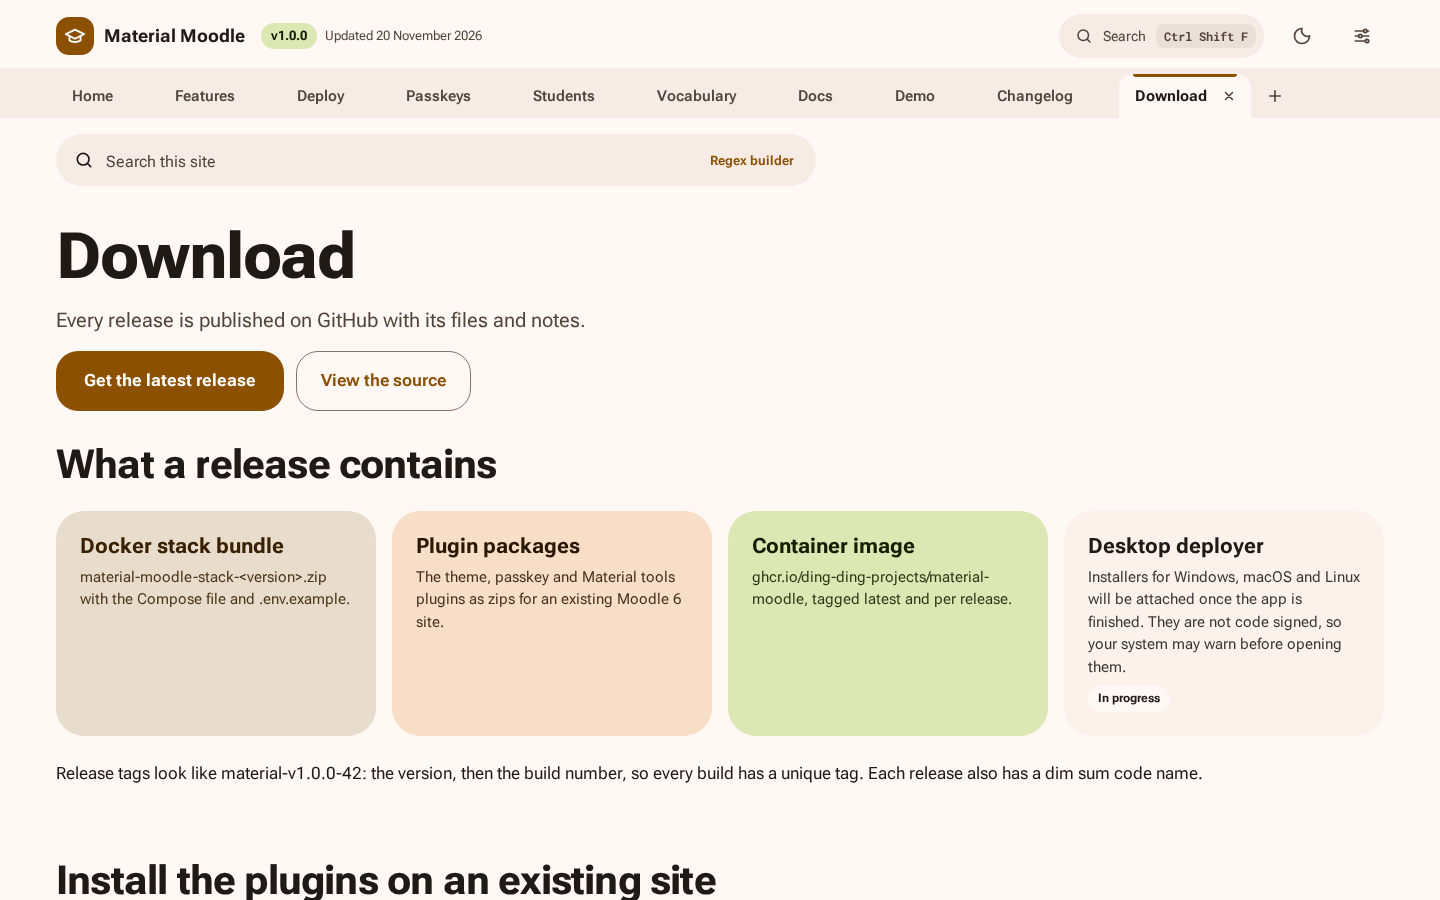 Material Moodle
v1.0.0
Updated 20 November 2026
Search
Ctrl Shift F
Home
Features
Deploy
Passkeys
Students
Vocabulary
Docs
Demo
Changelog
Download
Search this site
Regex builder
Download
Every release is published on GitHub with its files and notes.
Get the latest release
View the source
What a release contains
Docker stack bundle
material-moodle-stack-<version>.zip
with the Compose file and .env.example.
Plugin packages
The theme, passkey and Material tools
plugins as zips for an existing Moodle 6
site.
Container image
ghcr.io/ding-ding-projects/material-
moodle, tagged latest and per release.
Desktop deployer
Installers for Windows, macOS and Linux
will be attached once the app is
finished. They are not code signed, so
your system may warn before opening
them.
In progress
Release tags look like material-v1.0.0-42: the version, then the build number, so every build has a unique tag. Each release also has a dim sum code name.
Install the plugins on an existing site